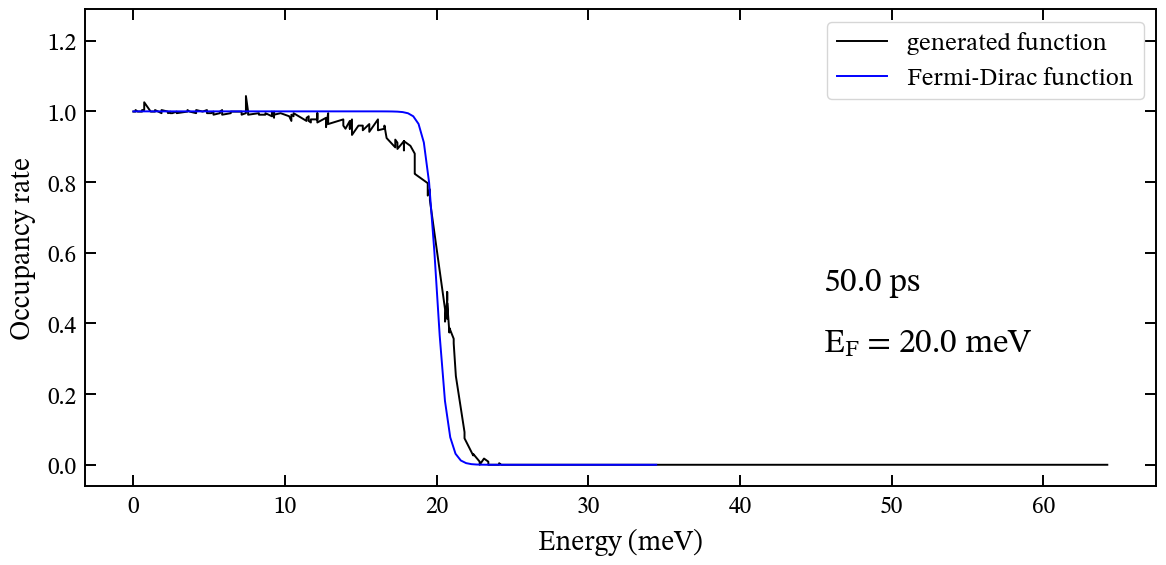 generated function
Fermi-Dirac function
50.0 ps
E_F = 20.0 meV
Occupancy rate
1.2
1.0
0.8
0.6
0.4
0.2
0.0
0 10 20 30 40 50 60
Energy (meV)